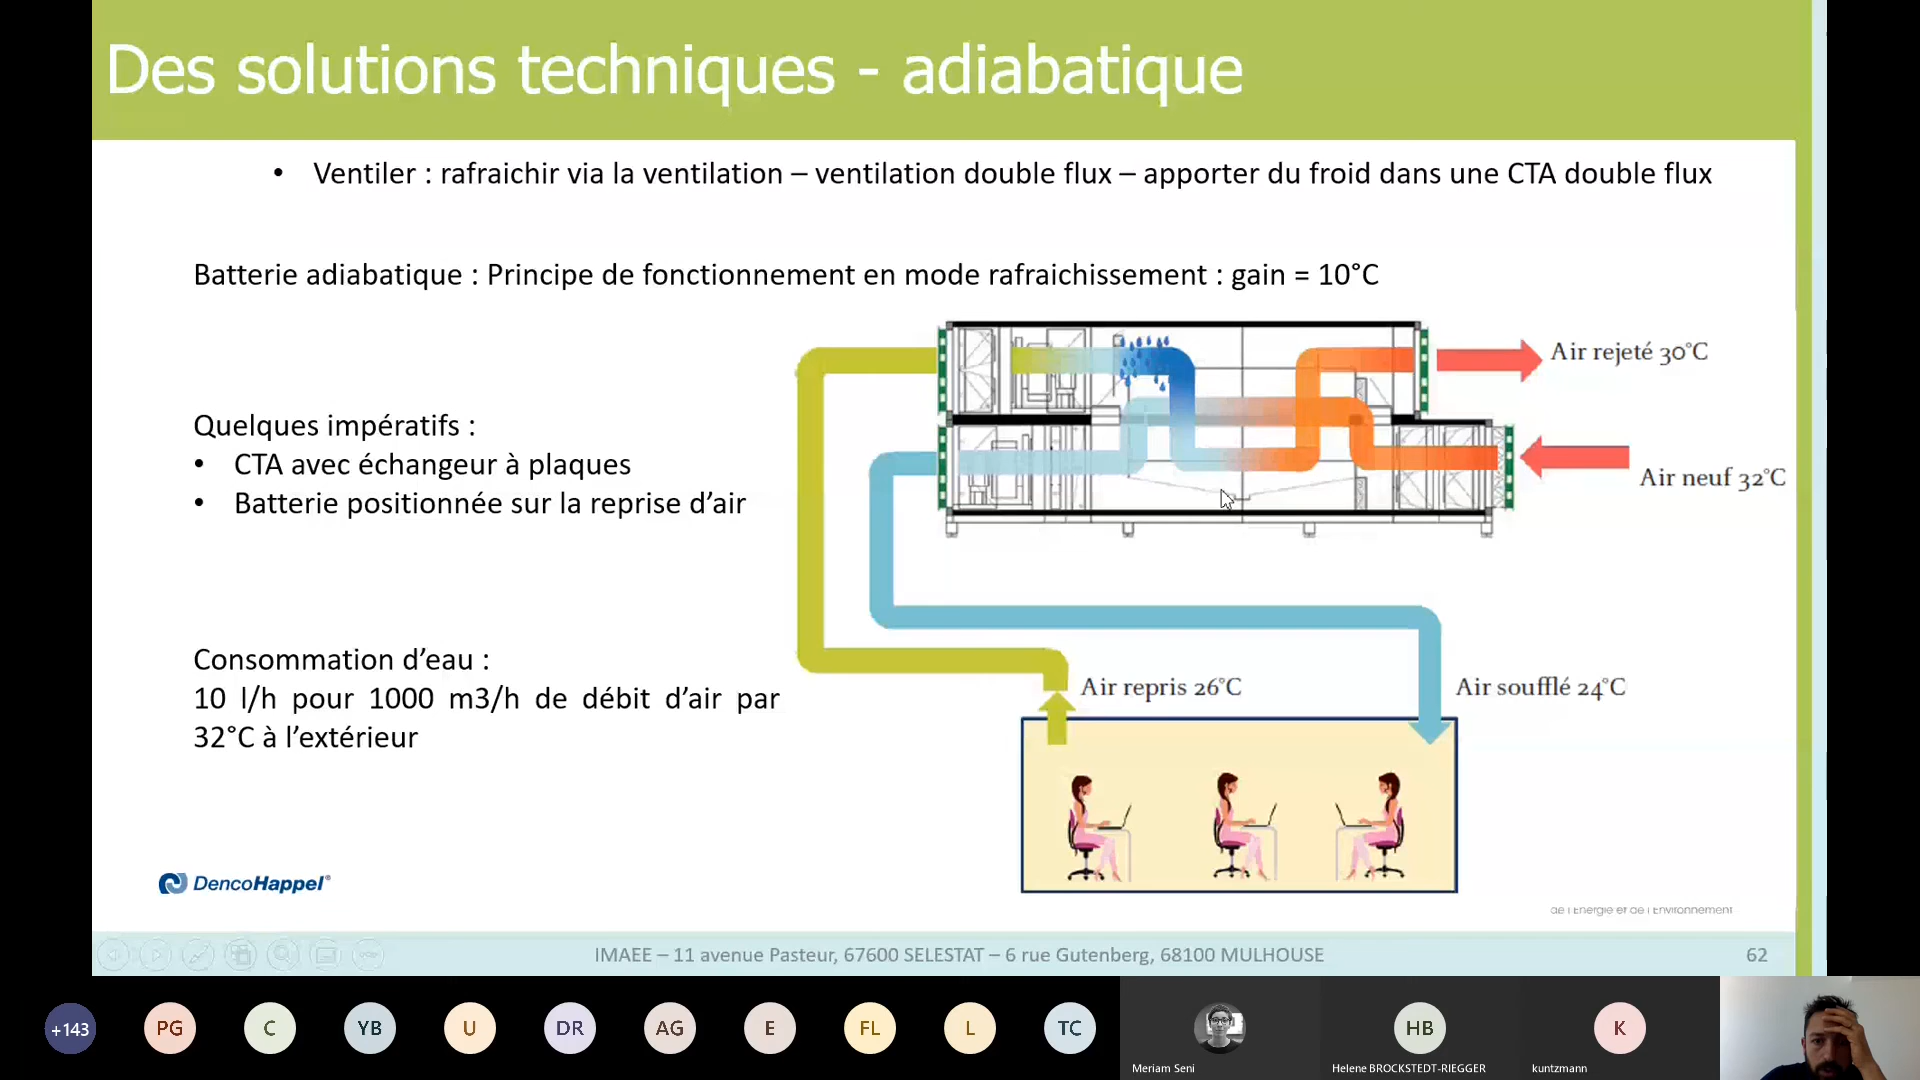 Des solutions techniques - adiabatique
• Ventiler : rafraichir via la ventilation – ventilation double flux – apporter du froid dans une CTA double flux
Batterie adiabatique : Principe de fonctionnement en mode rafraichissement : gain = 10°C
Air rejeté 30°C
Quelques impératifs :
• CTA avec échangeur à plaques
Air neuf 32°C
• Batterie positionnée sur la reprise d’air
Consommation d’eau :
10 l/h pour 1000 m3/h de débit d’air par
32°C à l’extérieur
Air repris 26°C
Air soufflé 24°C
DencoHappel®
de l'Energie et de l'Environnement
IMAEE – 11 avenue Pasteur, 67600 SELESTAT – 6 rue Gutenberg, 68100 MULHOUSE
62
+143
PG
C
YB
U
DR
AG
E
FL
L
TC
HB
K
Meriam Seni
Helene BROCKSTEDT-RIEGGER
kuntzmann